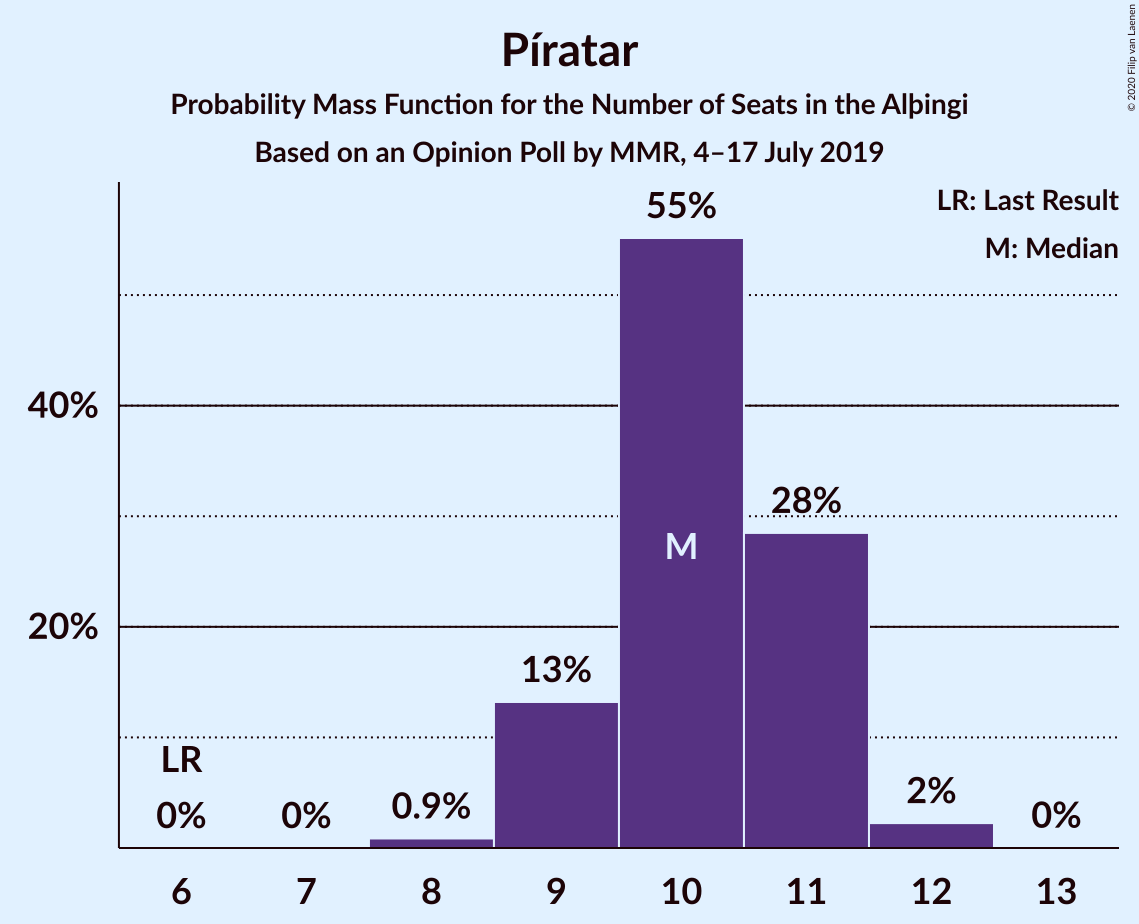 Píratar
Probability Mass Function for the Number of Seats in the Alþingi
Based on an Opinion Poll by MMR, 4–17 July 2019
© 2020 Filip van Laenen
LR: Last Result
M: Median
55%
40%
28%
M
20%
13%
LR
0%
0%
0.9%
2%
0%
6 7 8 9 10 11 12 13